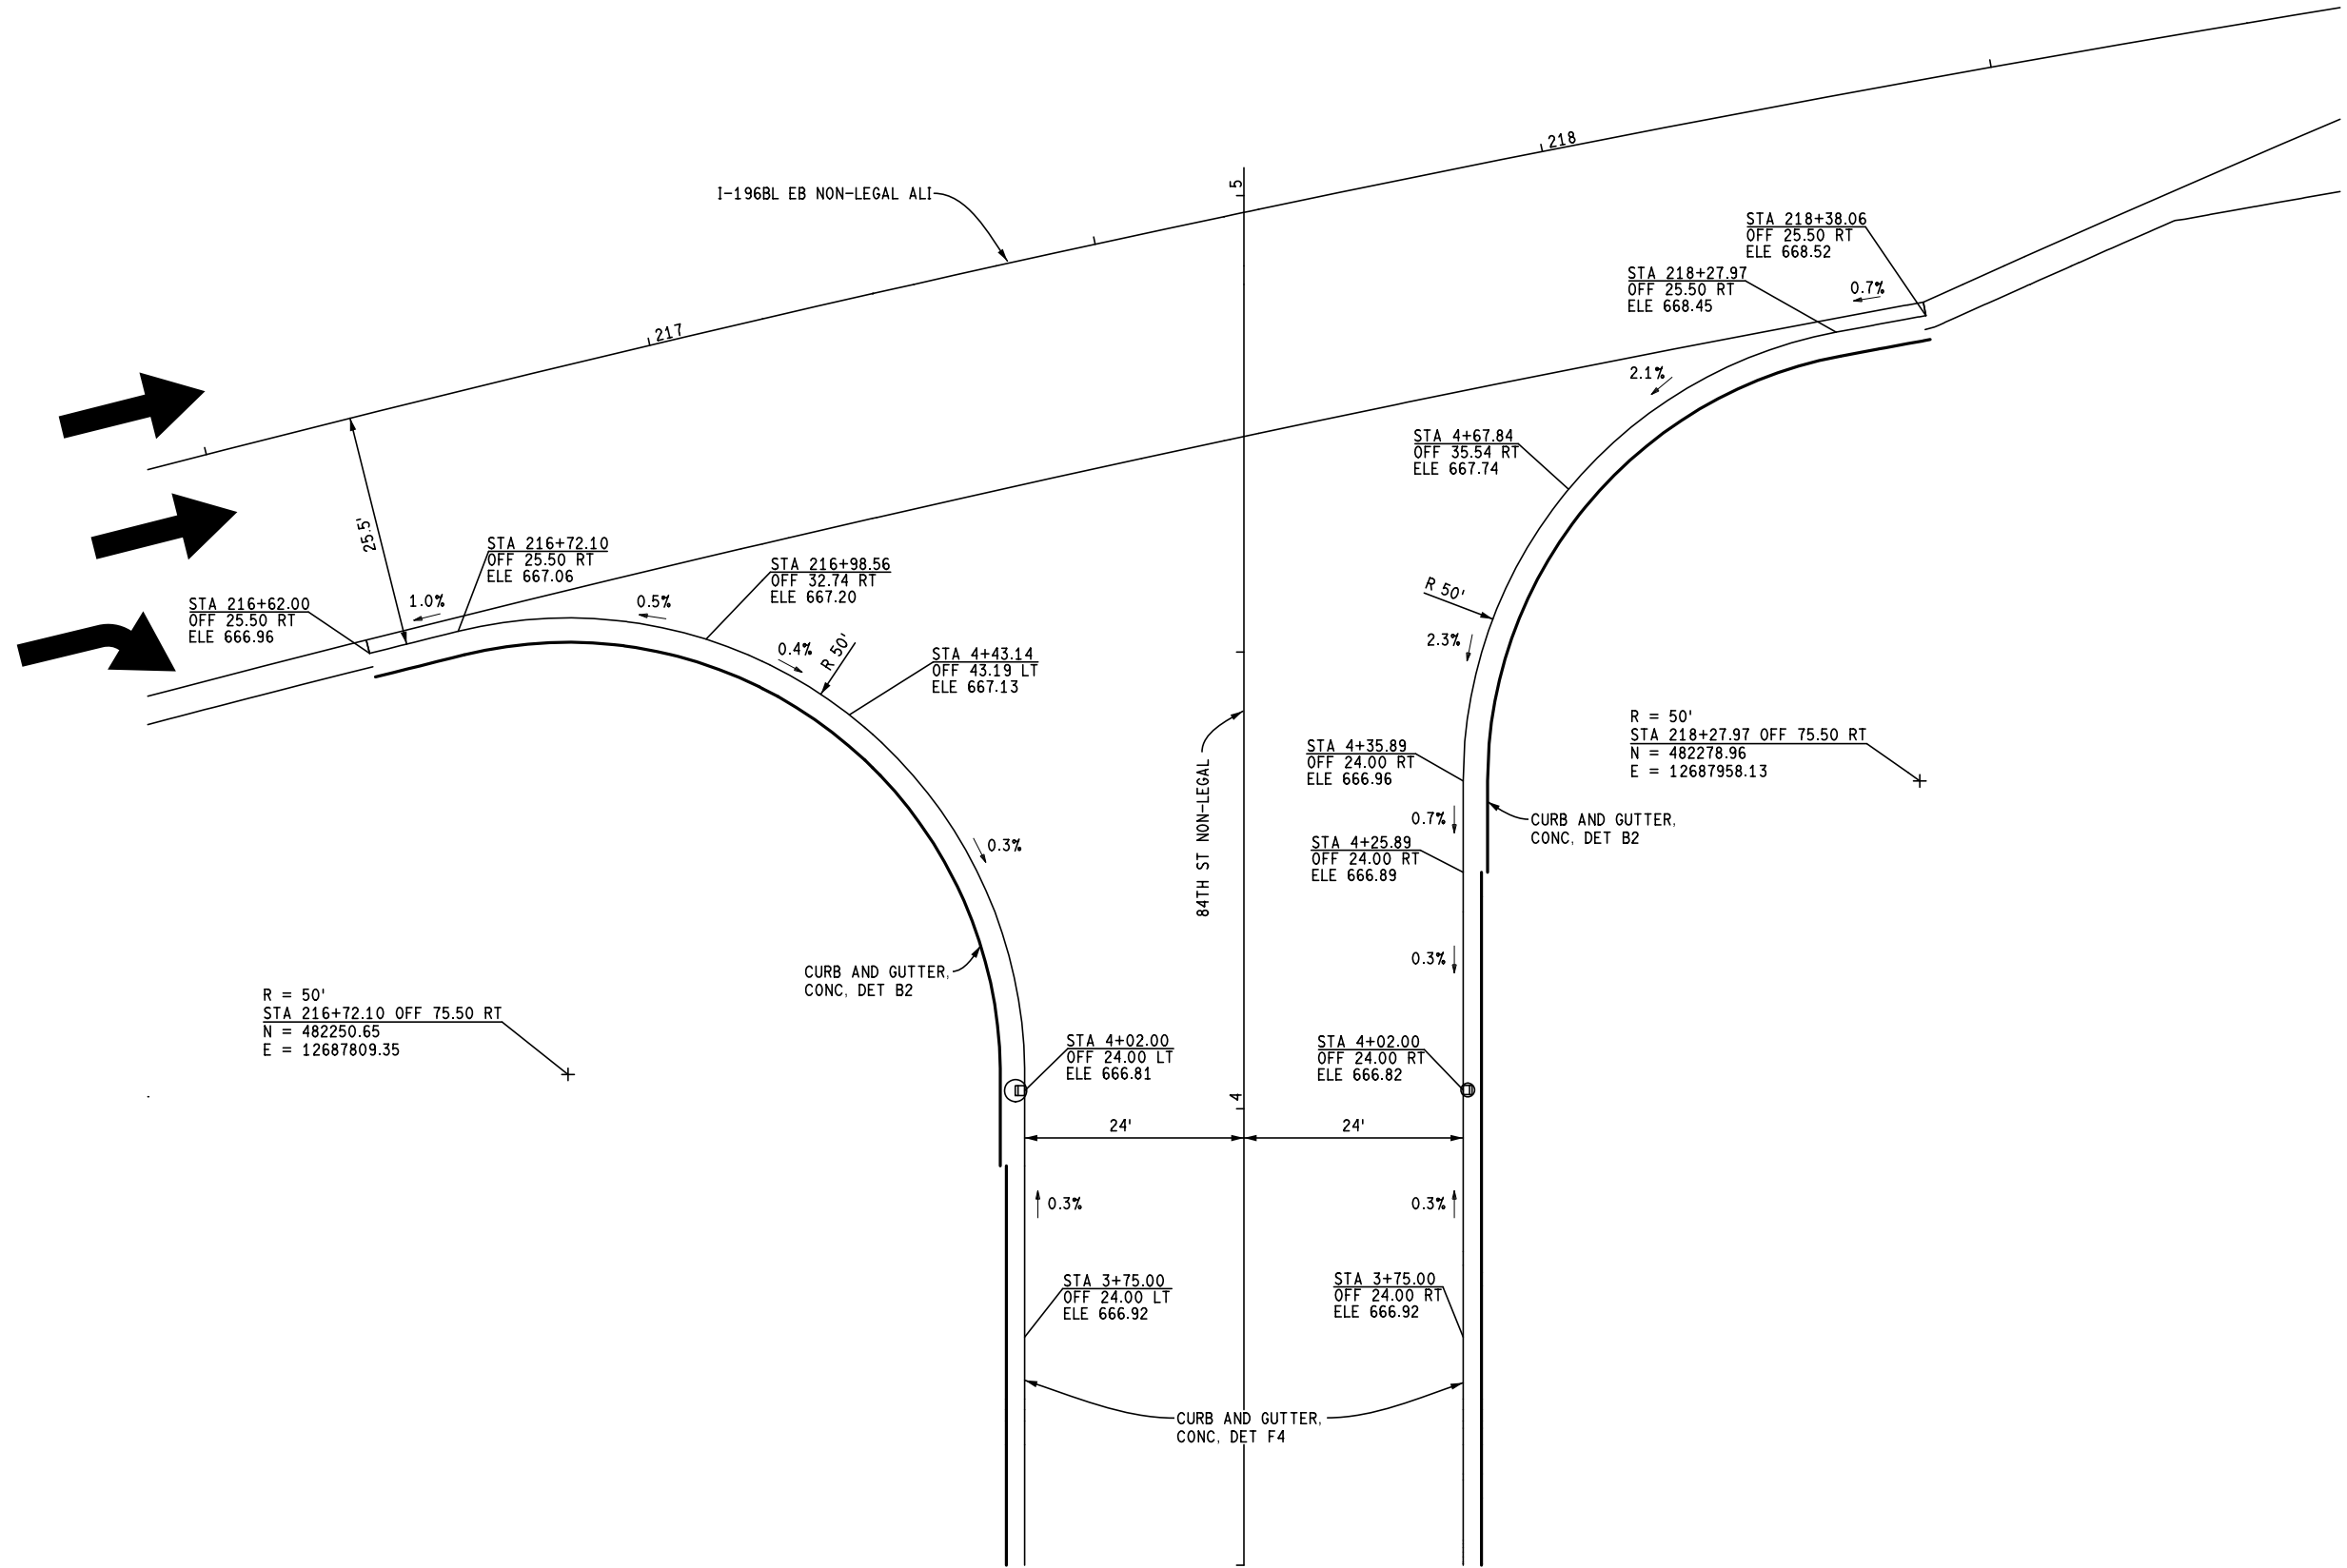 5
218
I-196BL EB NON-LEGAL ALI
STA 218+38.06
OFF 25.50 RT
ELE 668.52
STA 218+27.97
OFF 25.50 RT
ELE 668.45
0.7%
217
2.1%
STA 4+67.84
OFF 35.54 RT
ELE 667.74
25.5'
STA 216+72.10
OFF 25.50 RT
ELE 667.06
STA 216+98.56
OFF 32.74 RT
ELE 667.20
STA 216+62.00
OFF 25.50 RT
ELE 666.96
1.0%
0.5%
R 50'
0.4%
R 50'
2.3%
STA 4+43.14
OFF 43.19 LT
ELE 667.13
R = 50'
STA 218+27.97 OFF 75.50 RT
N = 482278.96
E = 12687958.13
STA 4+35.89
OFF 24.00 RT
ELE 666.96
84TH ST NON-LEGAL
0.7%
CURB AND GUTTER,
CONC, DET B2
0.3%
STA 4+25.89
OFF 24.00 RT
ELE 666.89
0.3%
CURB AND GUTTER,
CONC, DET B2
R = 50'
STA 216+72.10 OFF 75.50 RT
N = 482250.65
E = 12687809.35
STA 4+02.00
OFF 24.00 LT
ELE 666.81
STA 4+02.00
OFF 24.00 RT
ELE 666.82
4
24'
24'
0.3%
0.3%
STA 3+75.00
OFF 24.00 LT
ELE 666.92
STA 3+75.00
OFF 24.00 RT
ELE 666.92
CURB AND GUTTER,
CONC, DET F4